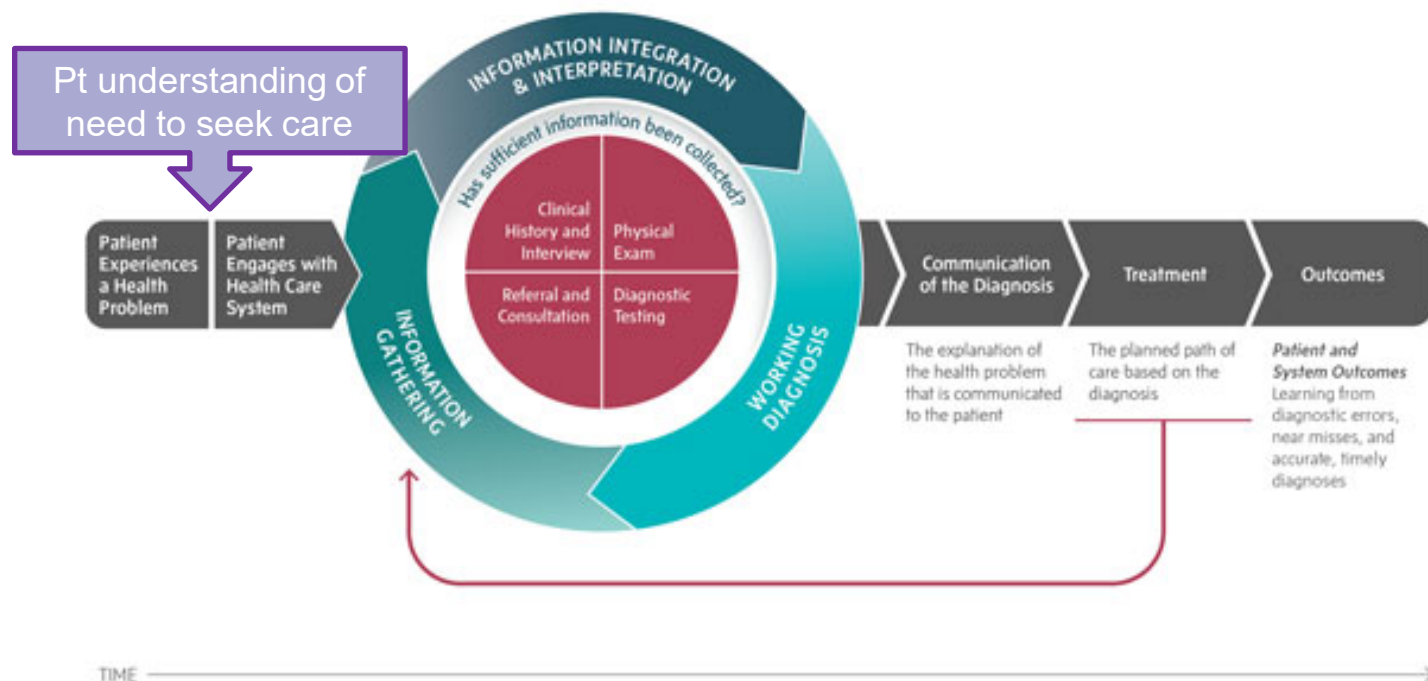 Pt understanding of
need to seek care
INFORMATION INTEGRATION
& INTERPRETATION
Has sufficient information been collected?
Clinical
History and
Interview
Physical
Exam
Referral and
Consultation
Diagnostic
Testing
INFORMATION
GATHERING
WORKING
DIAGNOSIS
Patient
Experiences
a Health
Problem
Patient
Engages with
Health Care
System
Communication
of the Diagnosis
Treatment
Outcomes
The explanation of
the health problem
that is communicated
to the patient
The planned path of
care based on the
diagnosis
Patient and
System Outcomes
Learning from
diagnostic errors,
near misses, and
accurate, timely
diagnoses
TIME